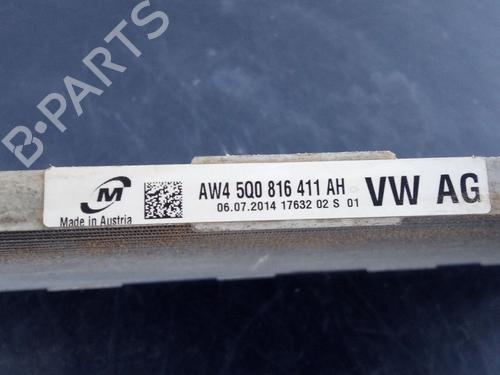 B-PARTS
M
Made in Austria
AW4 5Q0 816 411 AH
06.07.2014 17632 02 S 01
VW AG